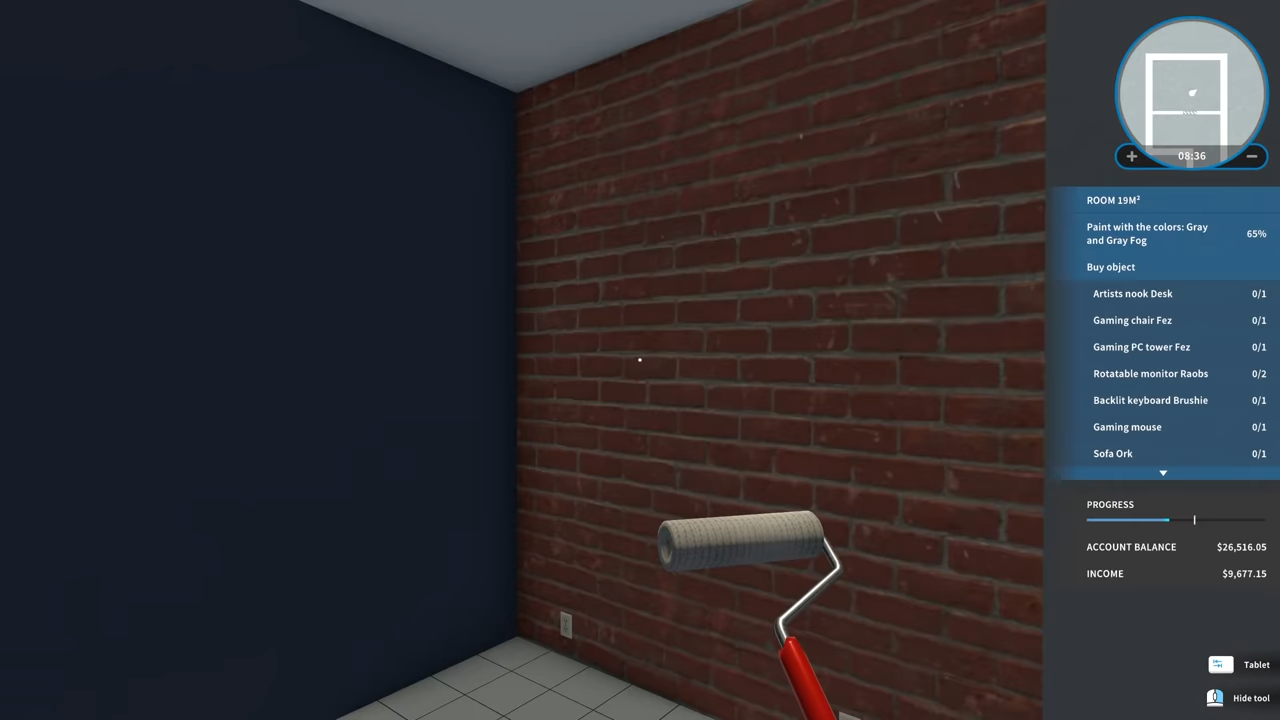 08:36
ROOM 19M²
Paint with the colors: Gray
and Gray Fog 65%
Buy object
Artists nook Desk 0/1
Gaming chair Fez 0/1
Gaming PC tower Fez 0/1
Rotatable monitor Raobs 0/2
Backlit keyboard Brushie 0/1
Gaming mouse 0/1
Sofa Ork 0/1
PROGRESS
ACCOUNT BALANCE $26,516.05
INCOME $9,677.15
Tablet
Hide tool